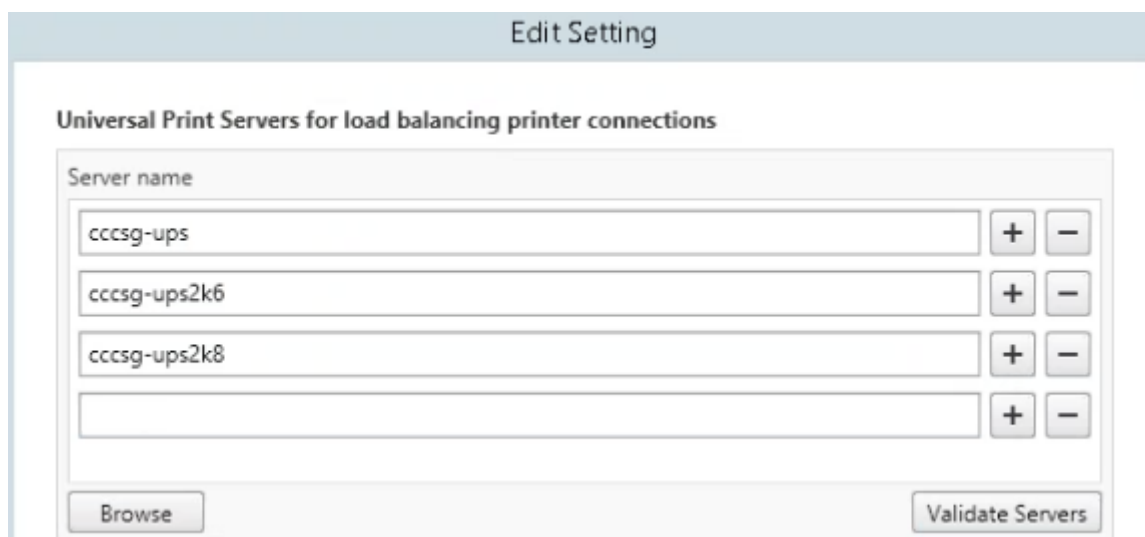 Edit Setting
Universal Print Servers for load balancing printer connections
Server name
cccsg-ups
+ −
cccsg-ups2k6
+ −
cccsg-ups2k8
+ −
+ −
Browse
Validate Servers